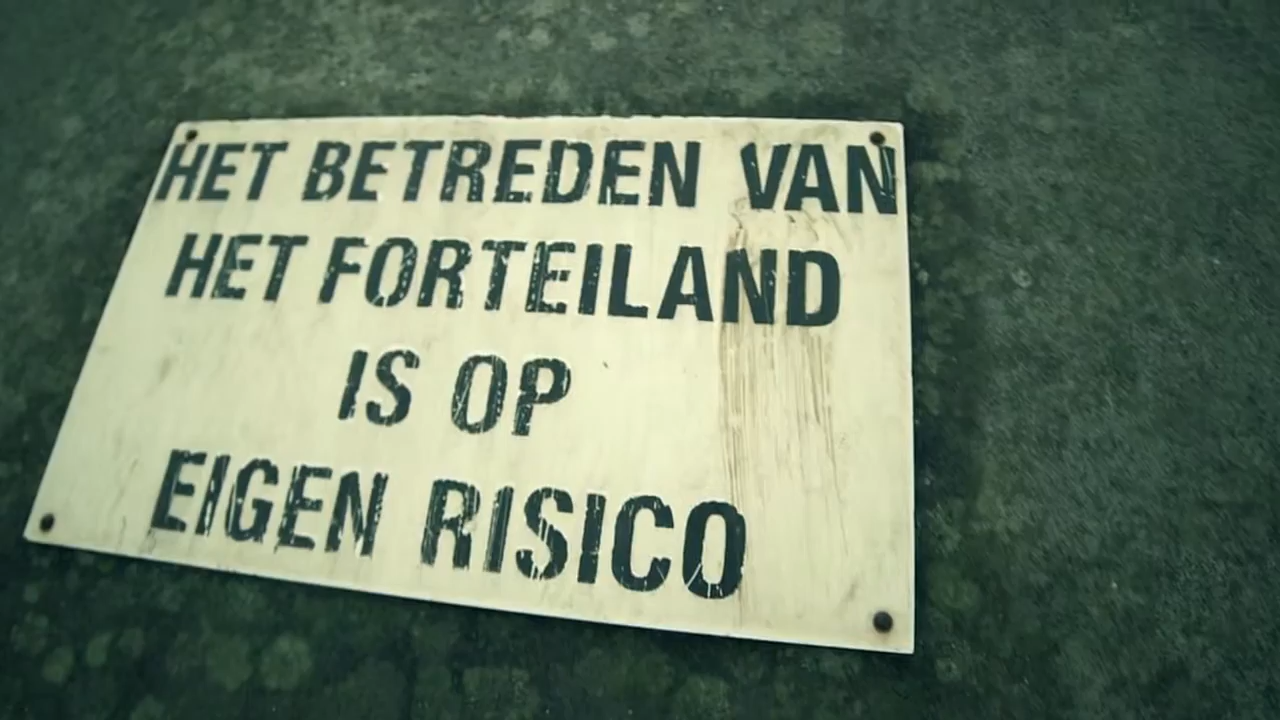 HET BETREDEN VAN
HET FORTEILAND
IS OP
EIGEN RISICO